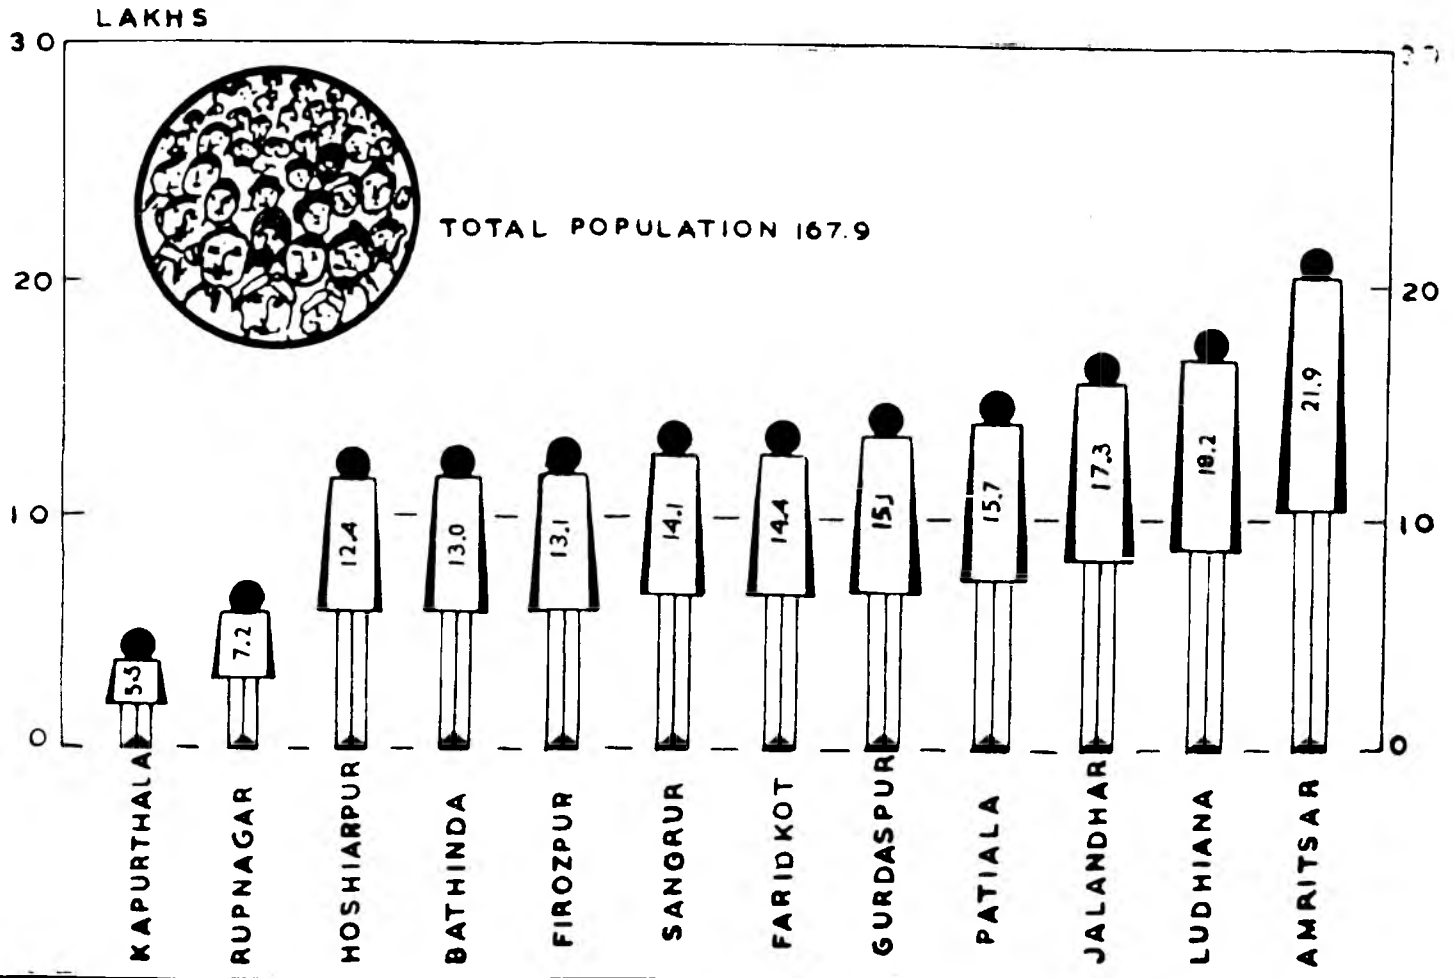 LAKHS
30
TOTAL POPULATION 167.9
20
20
10
10
0
0
5.5
7.2
12.4
13.0
13.1
14.1
14.4
15.1
15.7
17.3
18.2
21.9
KAPURTHALA
RUPNAGAR
HOSHIARPUR
BATHINDA
FIROZPUR
SANGRUR
FARIDKOT
GURDASPUR
PATIALA
JALANDHAR
LUDHIANA
AMRITSAR